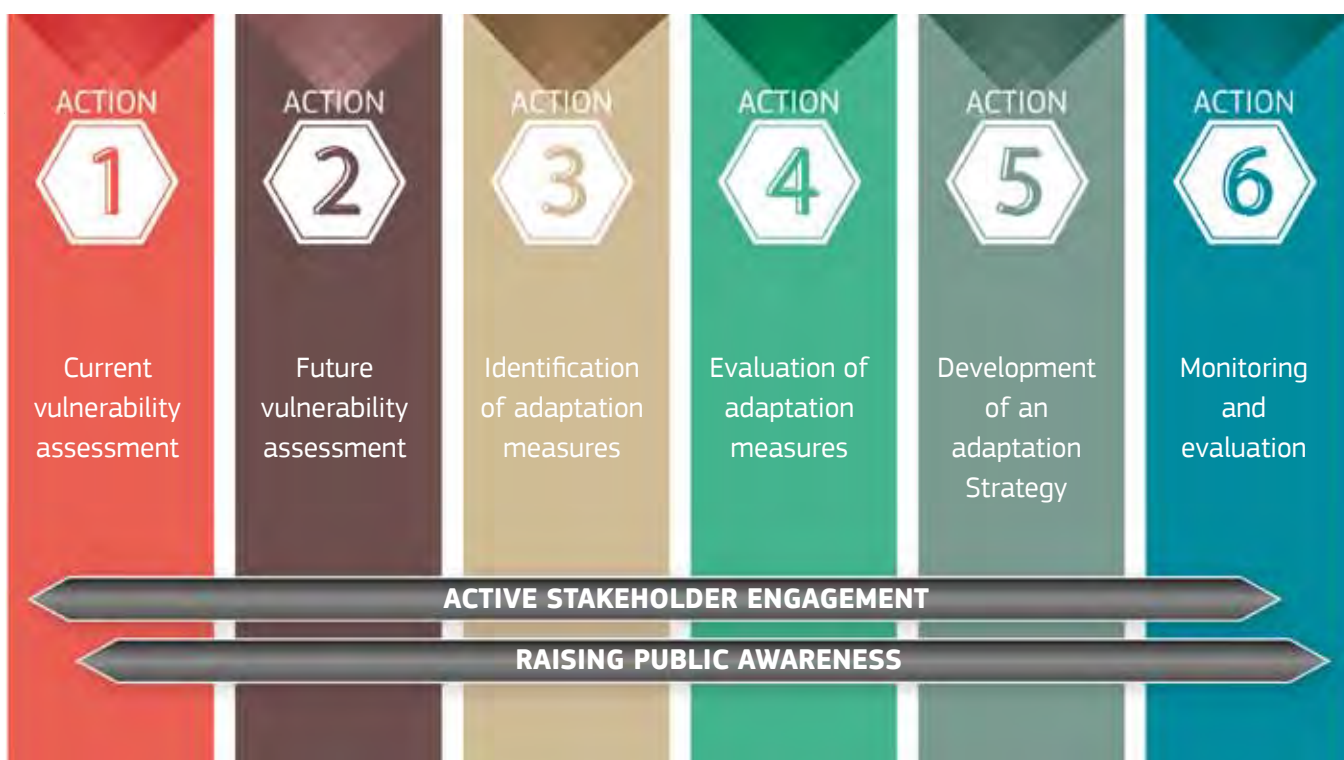 ACTION
1
Current
vulnerability
assessment
ACTION
2
Future
vulnerability
assessment
ACTION
3
Identification
of adaptation
measures
ACTION
4
Evaluation of
adaptation
measures
ACTION
5
Development
of an
adaptation
Strategy
ACTION
6
Monitoring
and
evaluation
ACTIVE STAKEHOLDER ENGAGEMENT
RAISING PUBLIC AWARENESS